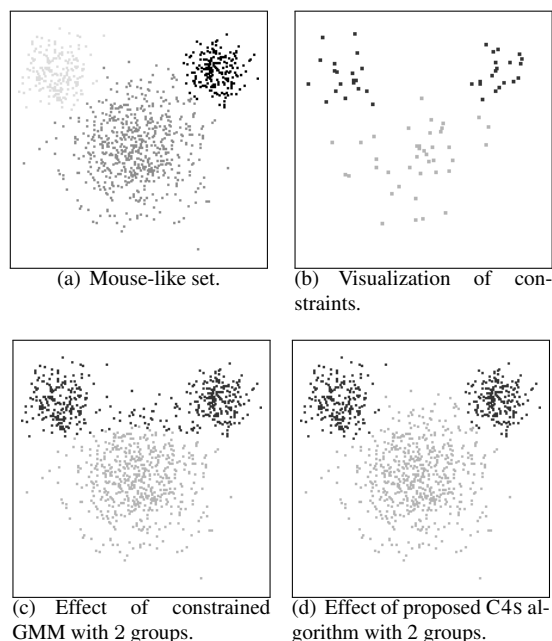 (a) Mouse-like set.
(b) Visualization of con-
straints.
(c) Effect of constrained
GMM with 2 groups.
(d) Effect of proposed C4s al-
gorithm with 2 groups.